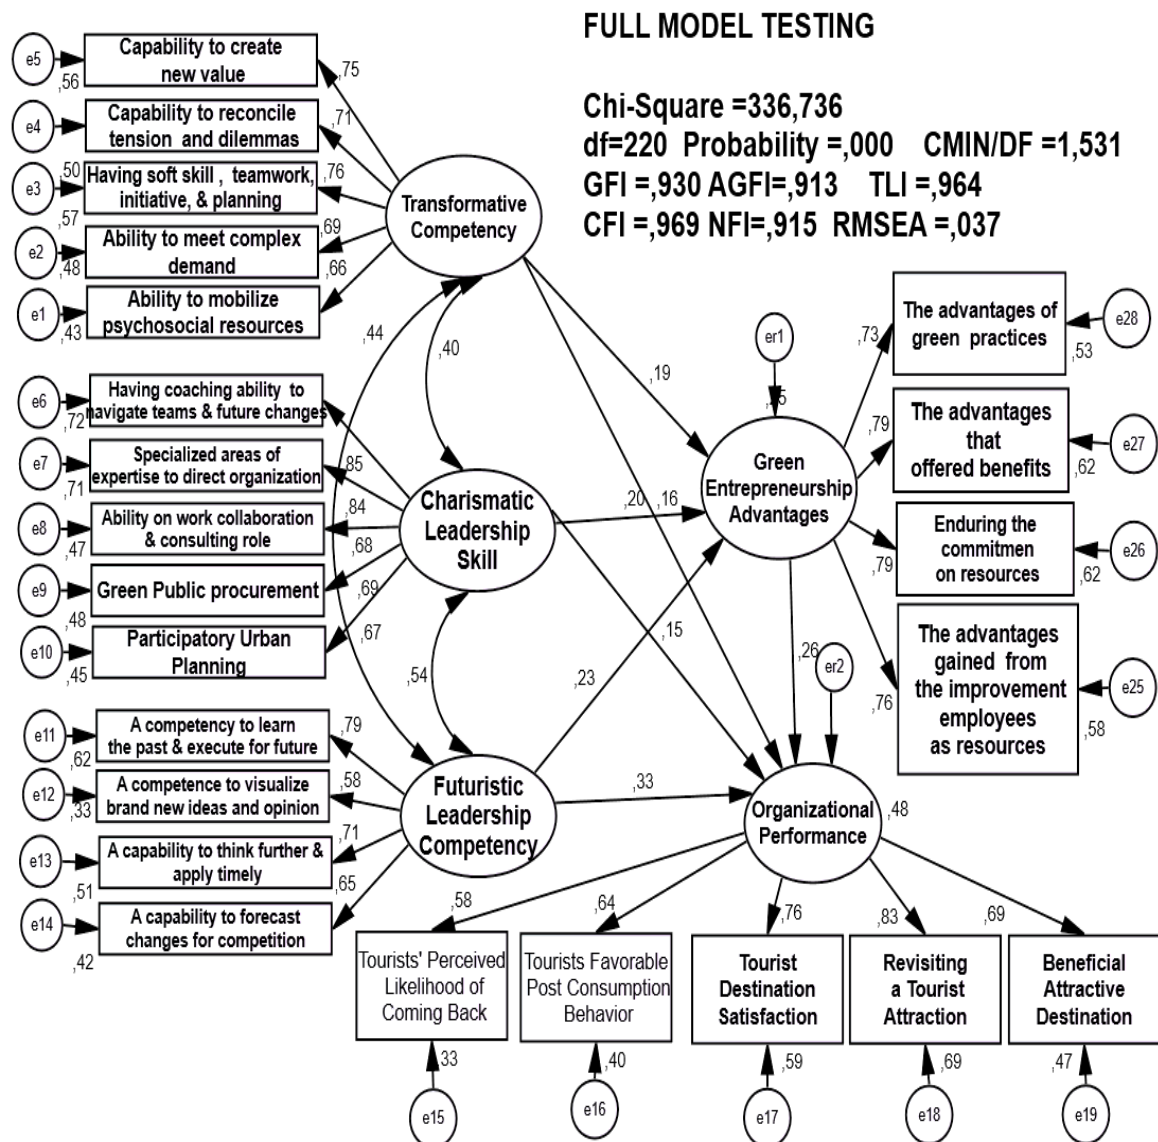 FULL MODEL TESTING
Chi-Square =336,736
df=220 Probability =,000 CMIN/DF =1,531
GFI =,930 AGFI=,913 TLI =,964
CFI =,969 NFI=,915 RMSEA =,037
e5
,56
Capability to create
new value
,75
e4
Capability to reconcile
tension and dilemmas
,71
e3
,50
Having soft skill , teamwork,
initiative, & planning
,76
,57
e2
,48
Ability to meet complex
demand
,69
e1
,43
Ability to mobilize
psychosocial resources
,66
Transformative
Competency
,44
,40
e6
,72
Having coaching ability to
navigate teams & future changes
,85
e7
,71
Specialized areas of
expertise to direct organization
,84
e8
,47
Ability on work collaboration
& consulting role
,68
e9
,48
Green Public procurement
,69
e10
,45
Participatory Urban
Planning
,67
Charismatic
Leadership
Skill
,54
e11
,62
A competency to learn
the past & execute for future
,79
e12
,33
A competence to visualize
brand new ideas and opinion
,58
e13
,51
A capability to think further &
apply timely
,71
e14
,42
A capability to forecast
changes for competition
,65
Futuristic
Leadership
Competency
,19
,20
,16
,15
,23
,33
,26
er1
Green
Entrepreneurship
Advantages
er2
Organizational
Performance
,48
,73
The advantages of
green practices
e28
,53
,79
The advantages
that
offered benefits
e27
,62
,79
Enduring the
commitmen
on resources
e26
,62
,76
The advantages
gained from
the improvement
employees
as resources
e25
,58
,58
,64
,76
,83
,69
Tourists' Perceived
Likelihood of
Coming Back
Tourists Favorable
Post Consumption
Behavior
Tourist
Destination
Satisfaction
Revisiting
a Tourist
Attraction
Beneficial
Attractive
Destination
,33
,40
,59
,69
,47
e15
e16
e17
e18
e19